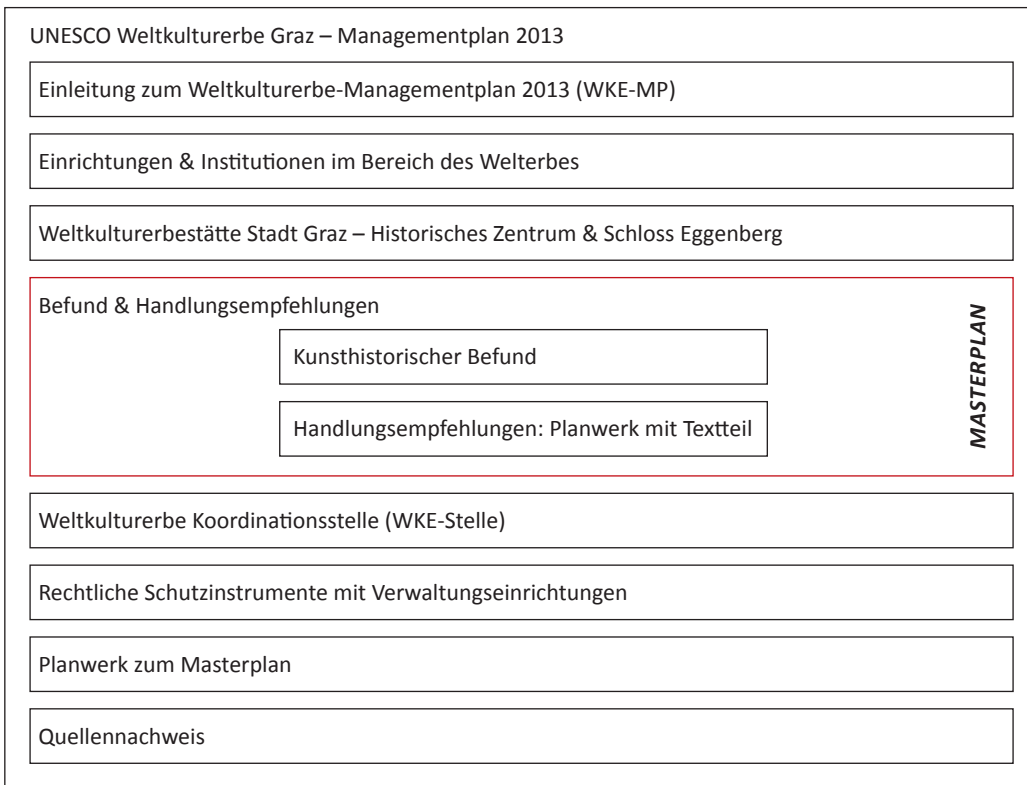 UNESCO Weltkulturerbe Graz – Managementplan 2013
Einleitung zum Weltkulturerbe-Managementplan 2013 (WKE-MP)
Einrichtungen & Institutionen im Bereich des Welterbes
Weltkulturerbestätte Stadt Graz – Historisches Zentrum & Schloss Eggenberg
Befund & Handlungsempfehlungen
Kunsthistorischer Befund
Handlungsempfehlungen: Planwerk mit Textteil
MASTERPLAN
Weltkulturerbe Koordinationsstelle (WKE-Stelle)
Rechtliche Schutzinstrumente mit Verwaltungseinrichtungen
Planwerk zum Masterplan
Quellennachweis